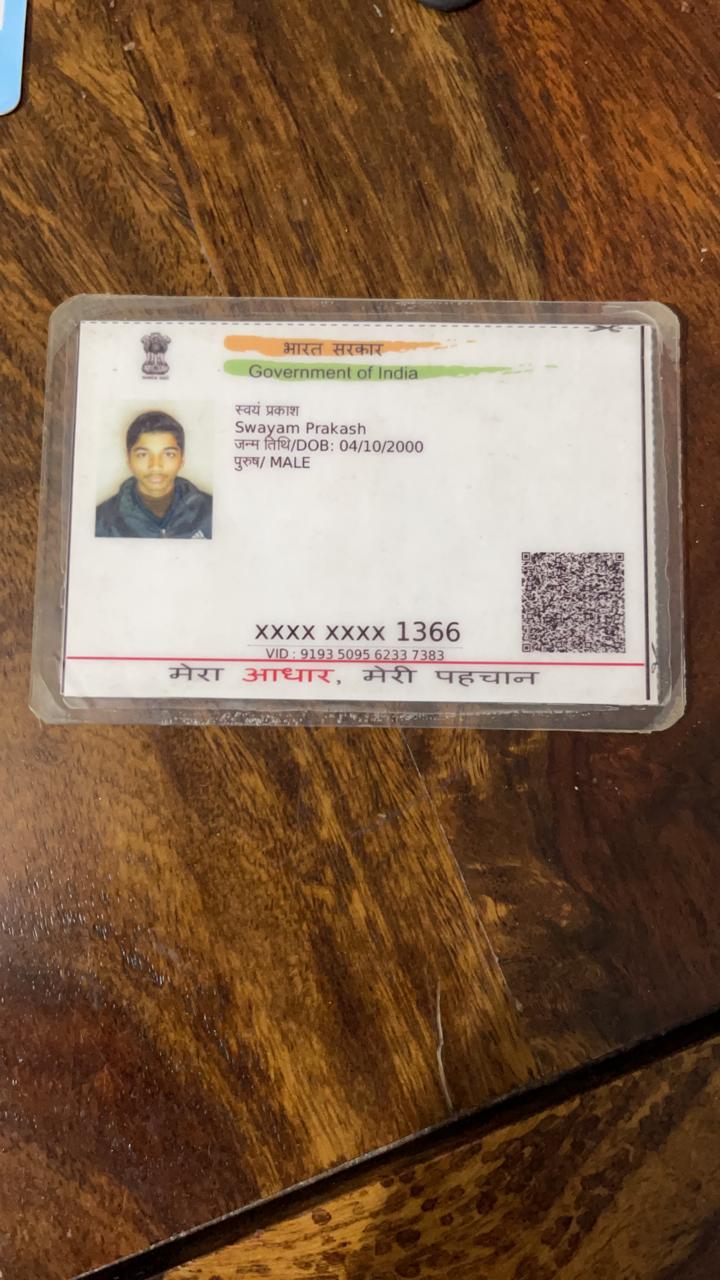 भारत सरकार
Government of India
स्वयं प्रकाश
Swayam Prakash
जन्म तिथि/DOB: 04/10/2000
पुरुष/ MALE
xxxx xxxx 1366
VID : 9193 5095 6233 7383
मेरा आधार, मेरी पहचान